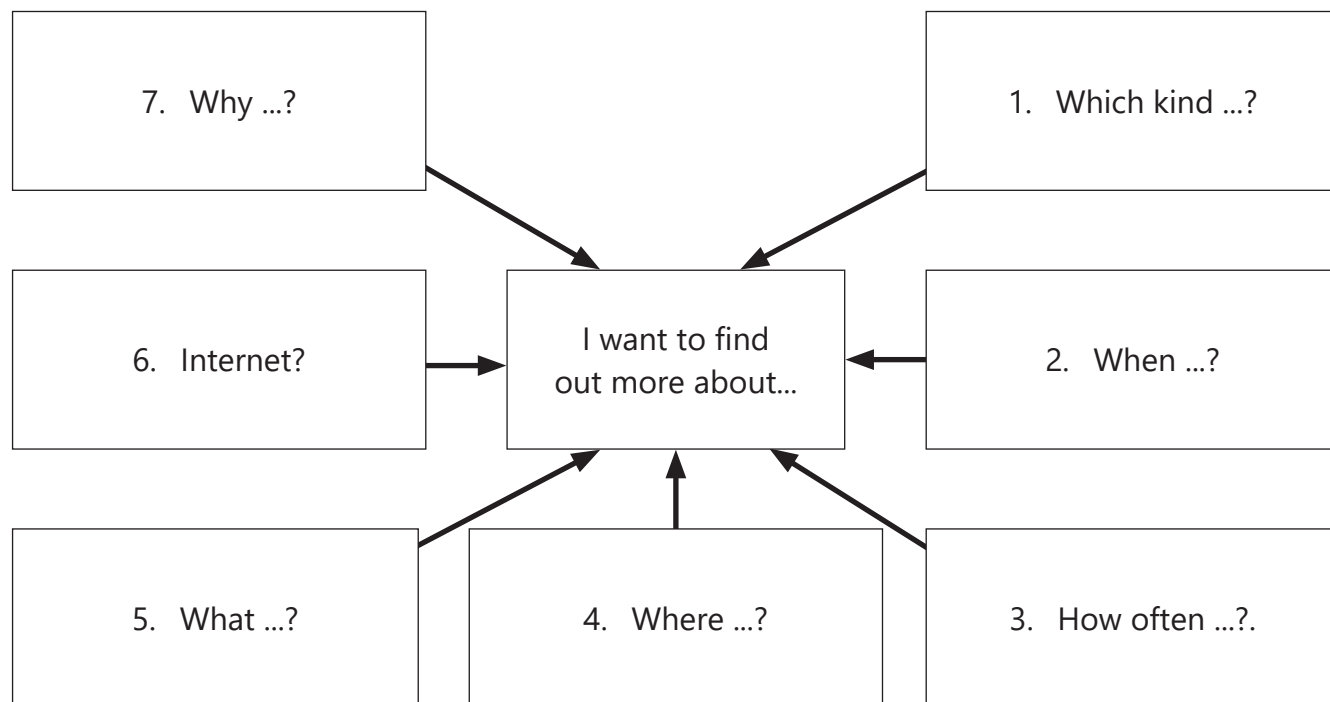 7. Why ...?
1. Which kind ...?
6. Internet?
I want to find
out more about...
2. When ...?
5. What ...?
4. Where ...?
3. How often ...?.